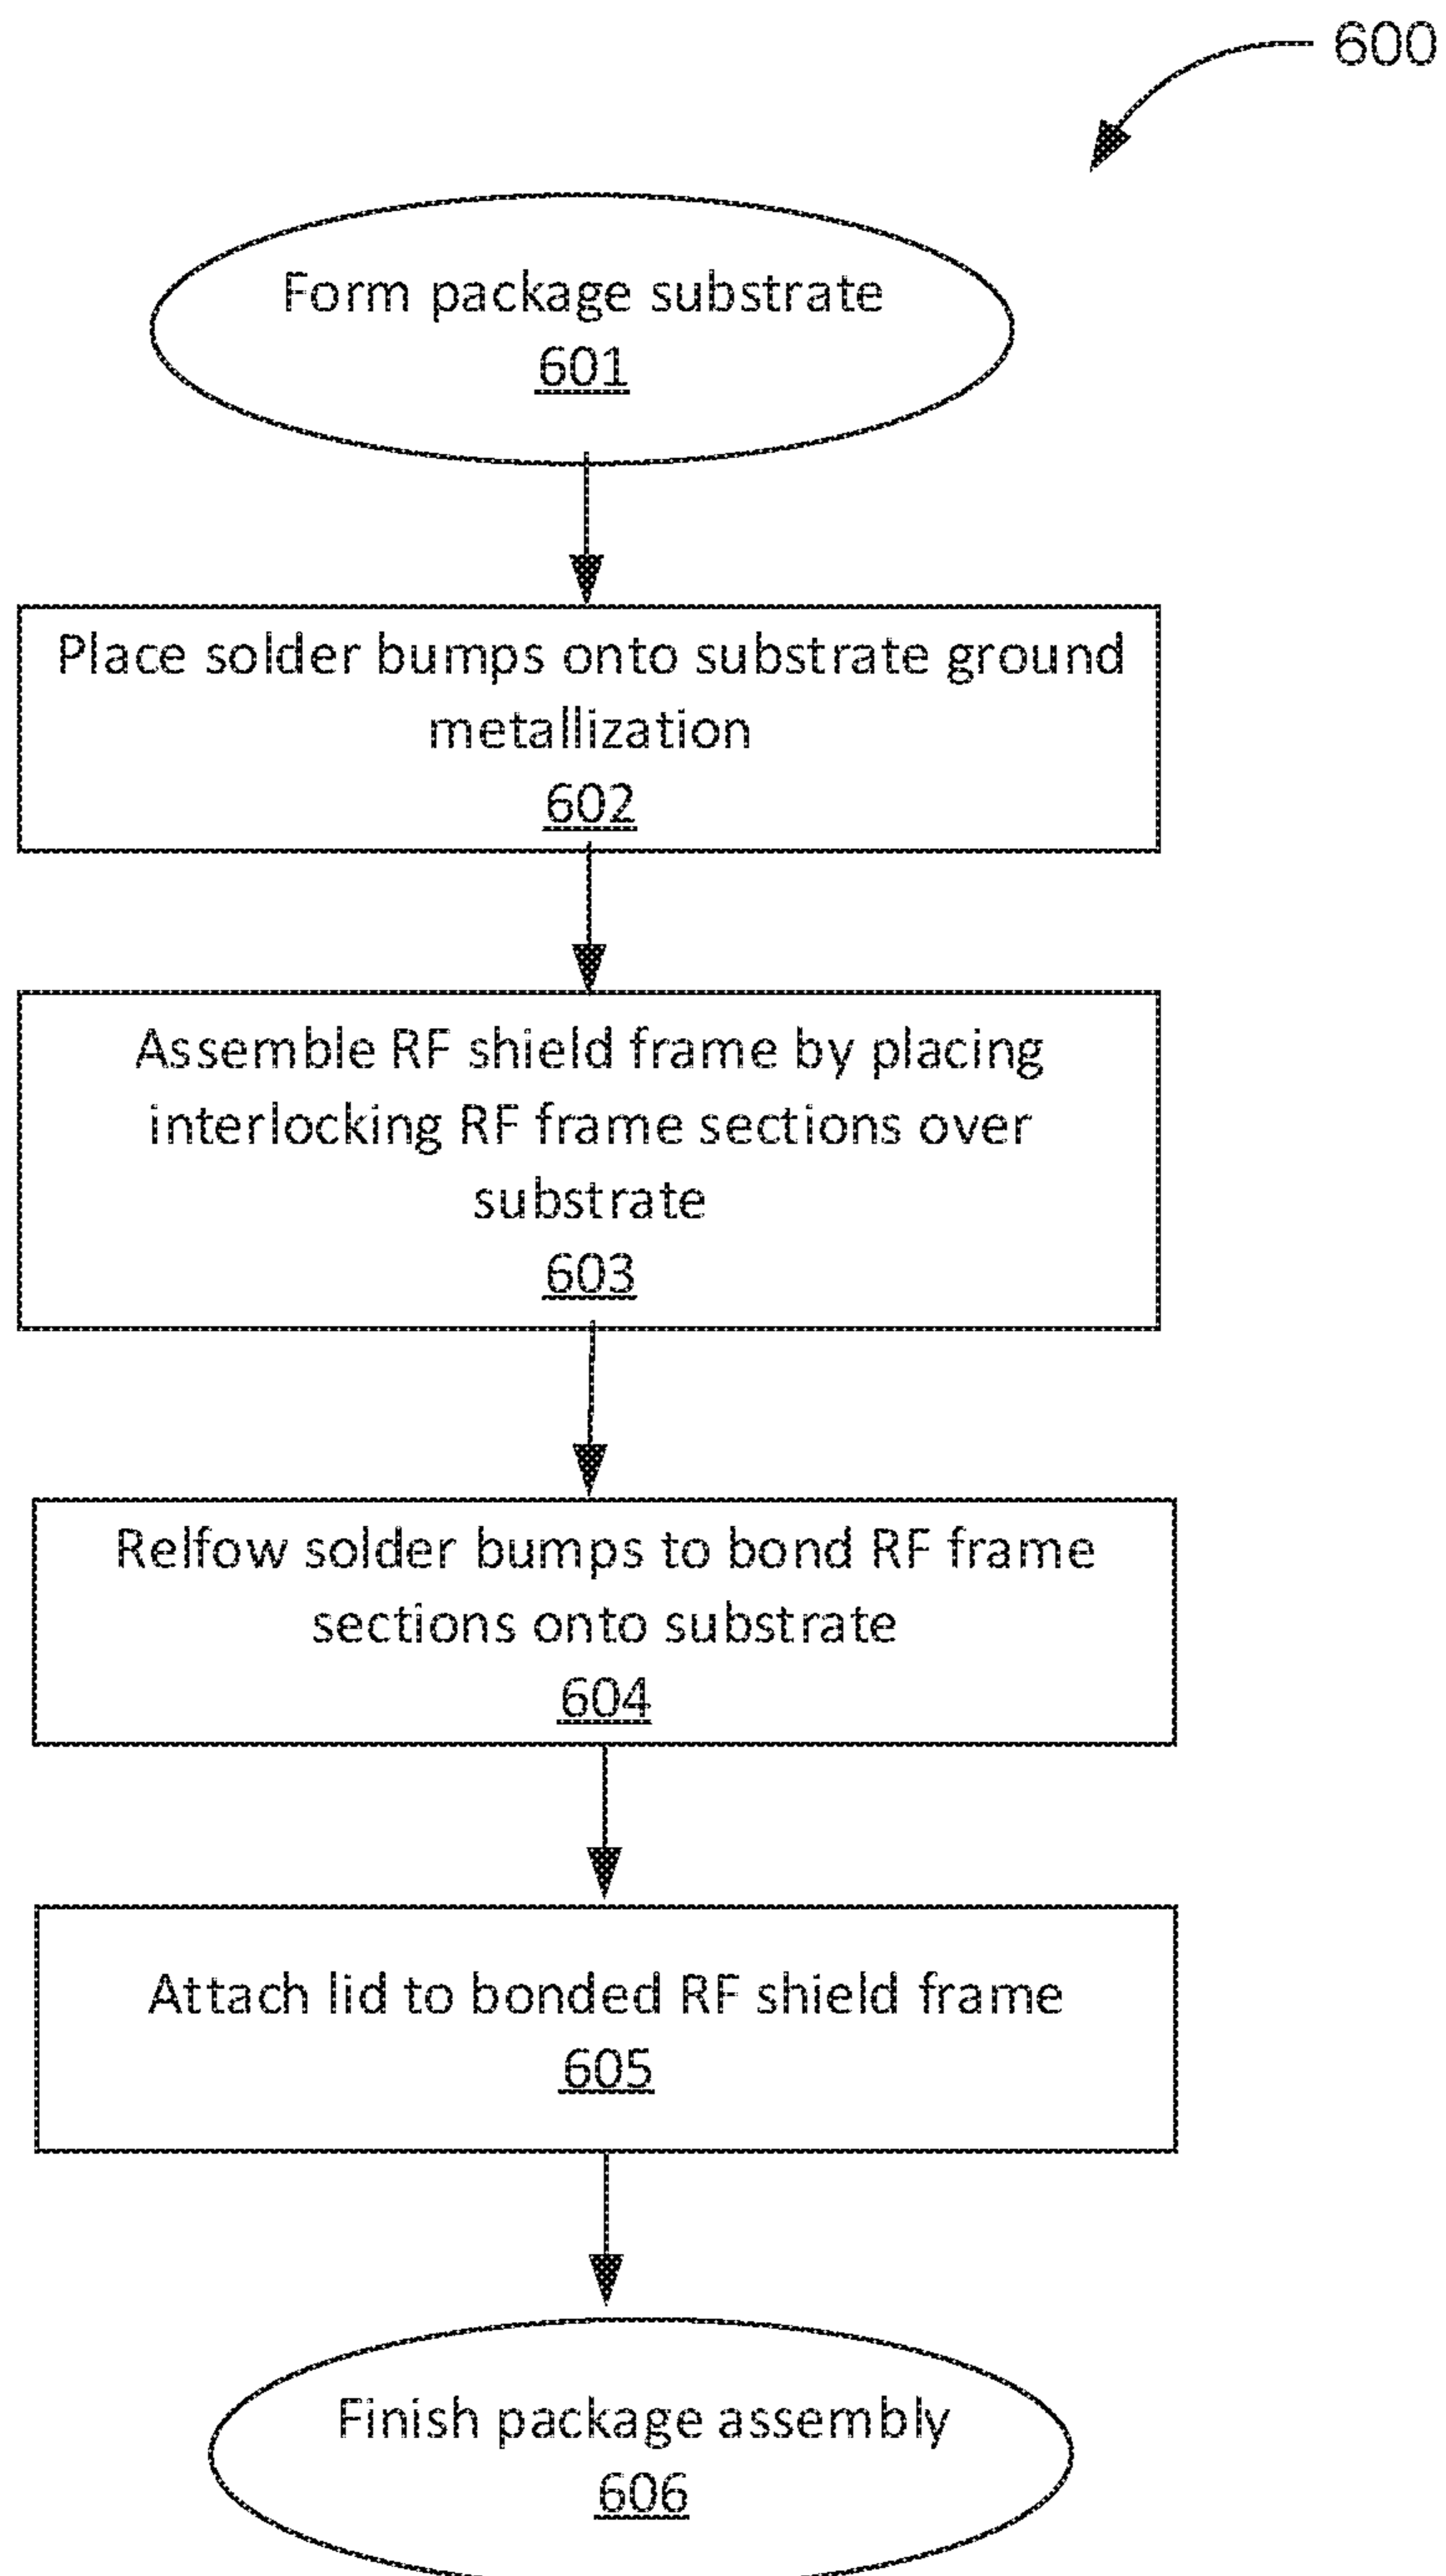 600
Form package substrate
601
Place solder bumps onto substrate ground
metallization
602
Assemble RF shield frame by placing
interlocking RF frame sections over
substrate
603
Relfow solder bumps to bond RF frame
sections onto substrate
604
Attach lid to bonded RF shield frame
605
Finish package assembly
606